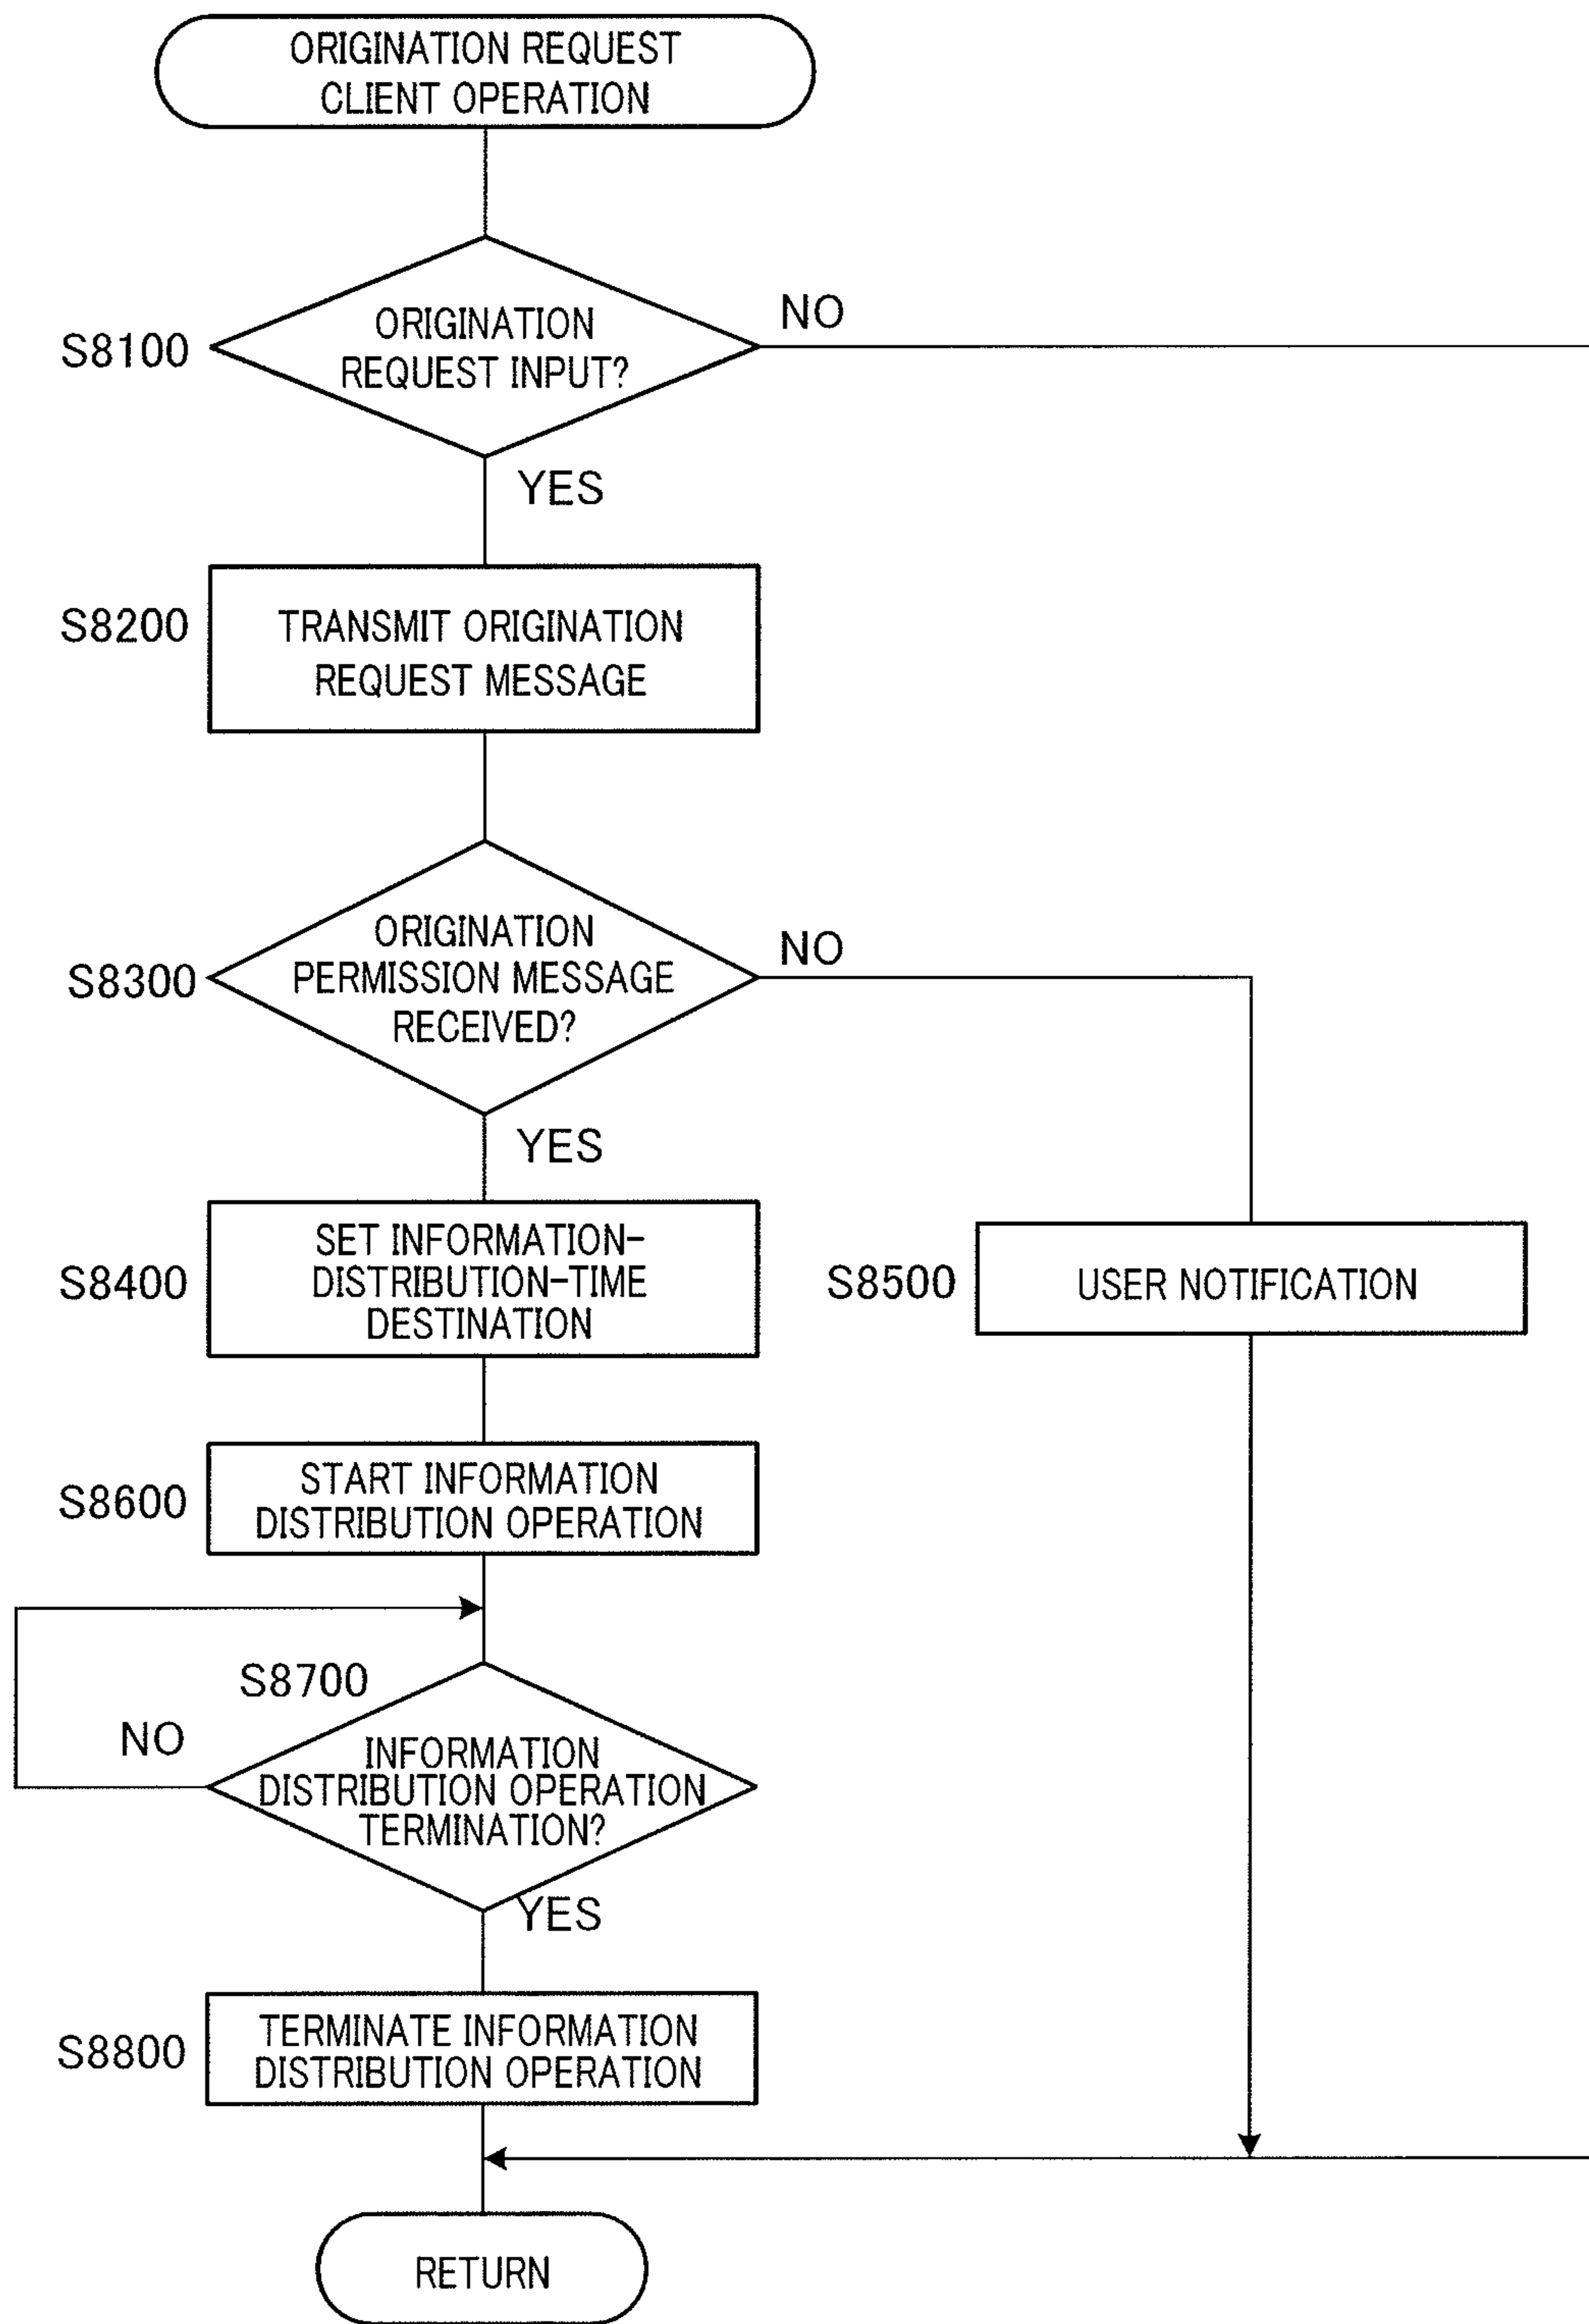 ORIGINATION REQUEST
CLIENT OPERATION
S8100
ORIGINATION
REQUEST INPUT?
NO
YES
S8200
TRANSMIT ORIGINATION
REQUEST MESSAGE
S8300
ORIGINATION
PERMISSION MESSAGE
RECEIVED?
NO
YES
S8400
SET INFORMATION-
DISTRIBUTION-TIME
DESTINATION
S8500
USER NOTIFICATION
S8600
START INFORMATION
DISTRIBUTION OPERATION
S8700
NO
INFORMATION
DISTRIBUTION OPERATION
TERMINATION?
YES
S8800
TERMINATE INFORMATION
DISTRIBUTION OPERATION
RETURN